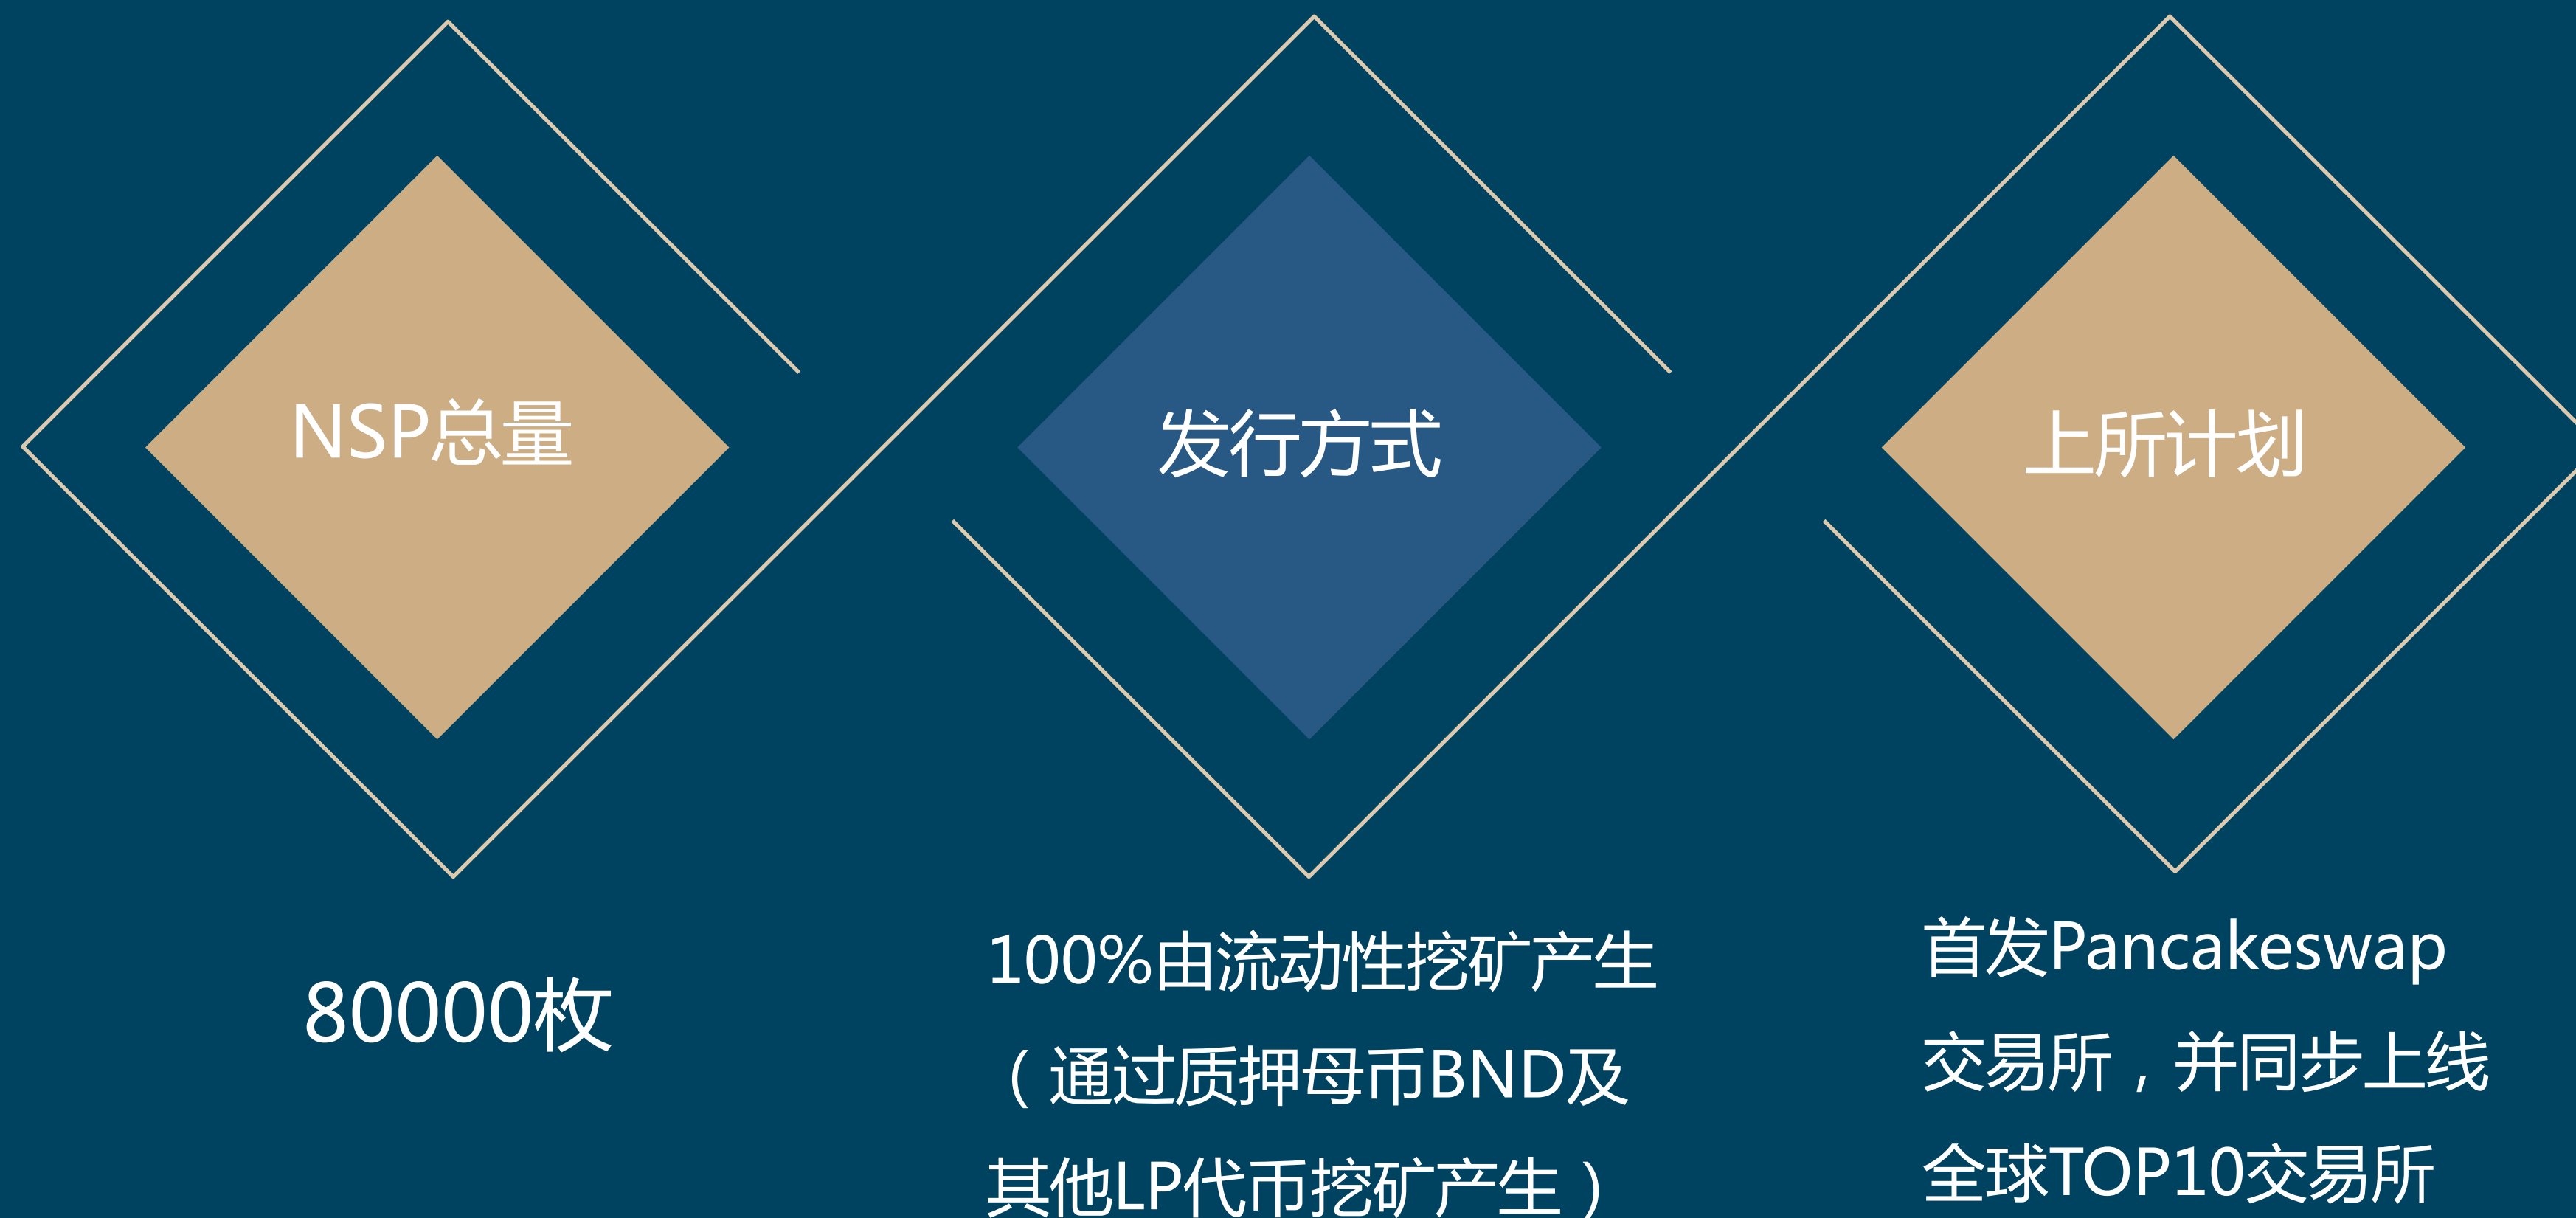 NSP总量
80000枚
发行方式
100%由流动性挖矿产生
（通过质押母币BND及
其他LP代币挖矿产生）
上所计划
首发Pancakeswap
交易所，并同步上线
全球TOP10交易所